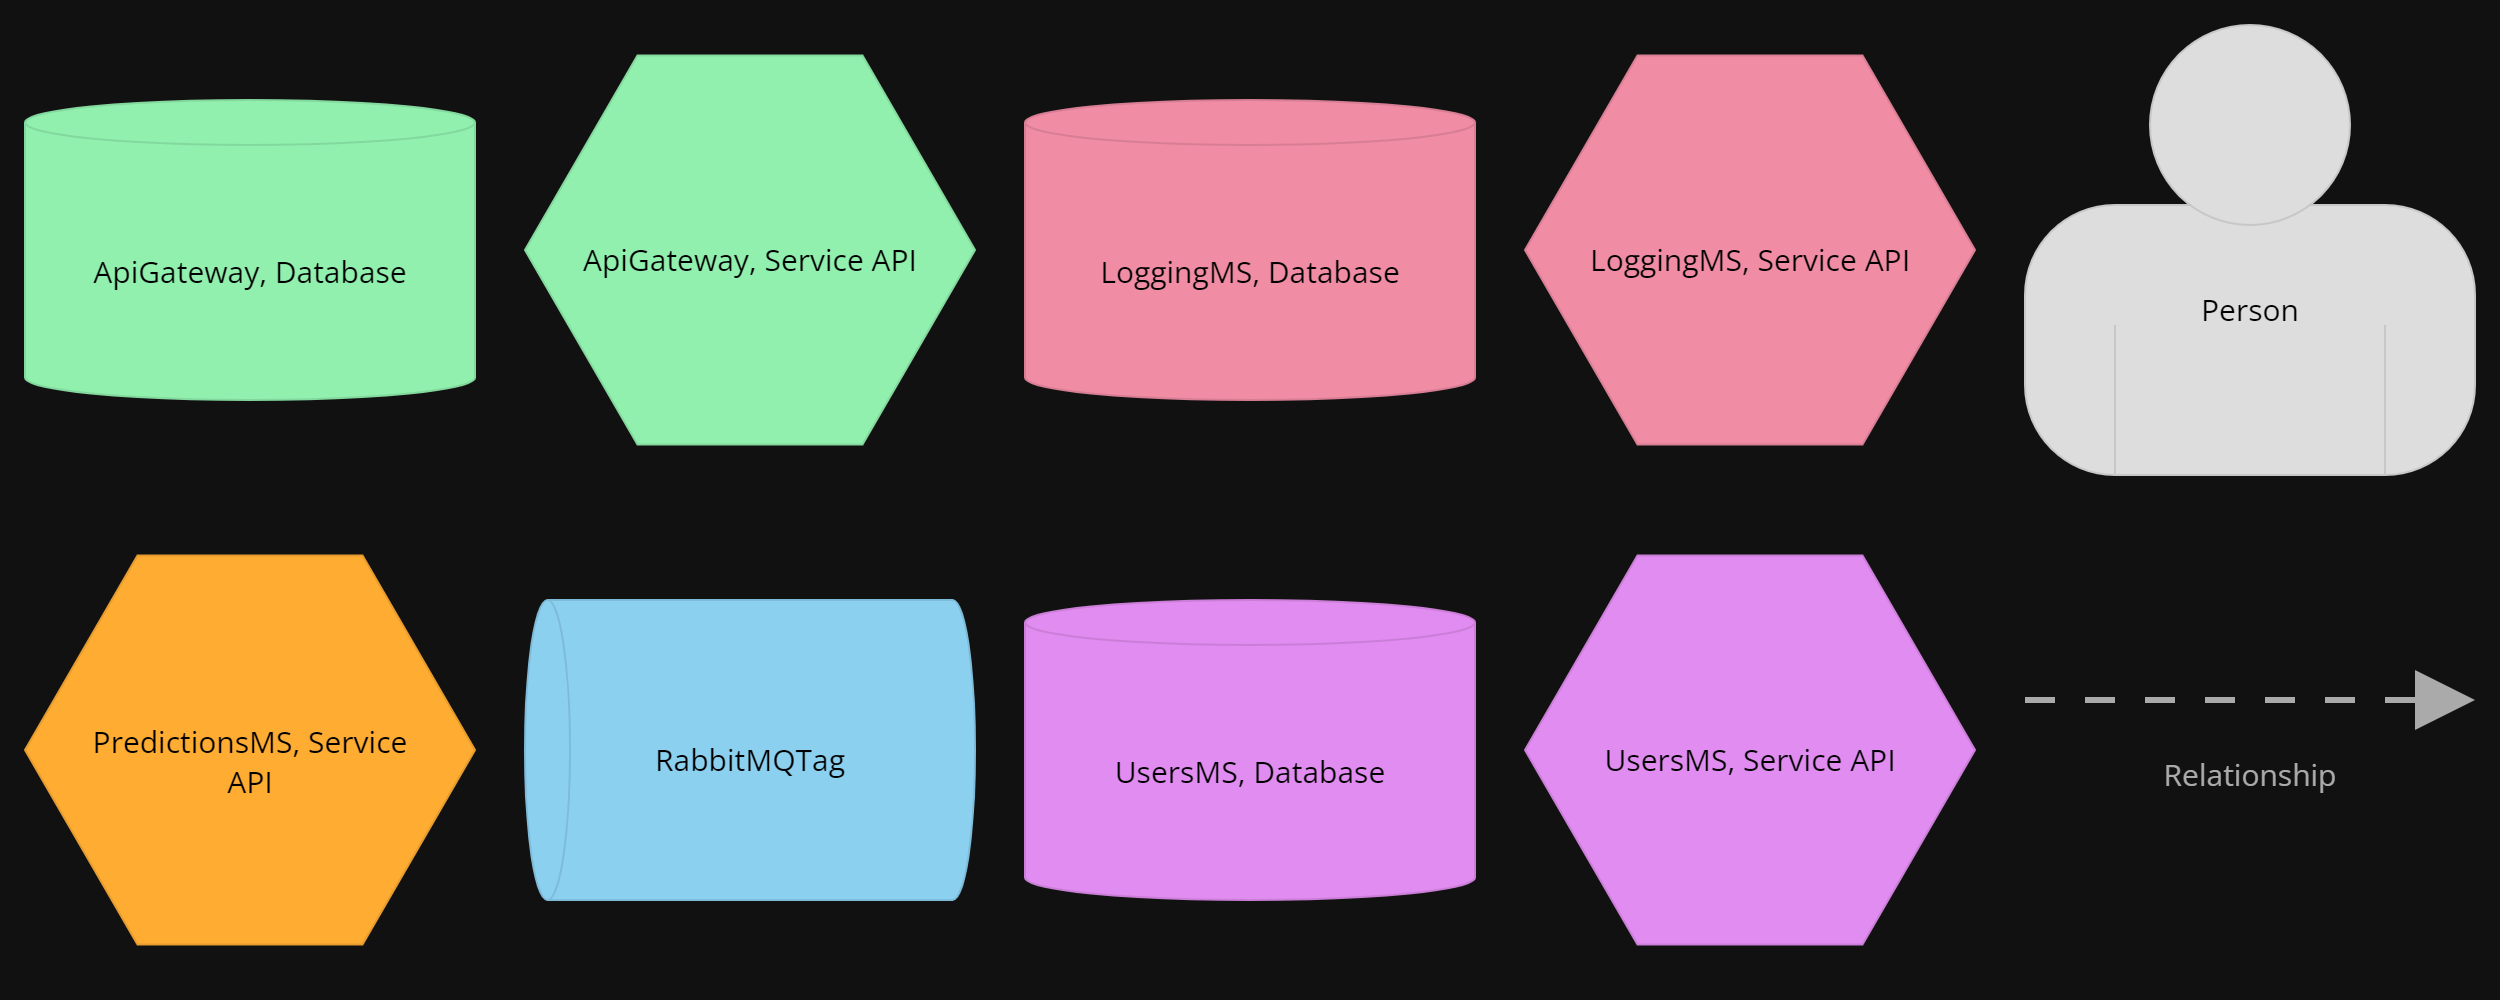 ApiGateway, Database
ApiGateway, Service API
LoggingMS, Database
LoggingMS, Service API
Person
PredictionsMS, Service
API
RabbitMQTag
UsersMS, Database
UsersMS, Service API
Relationship